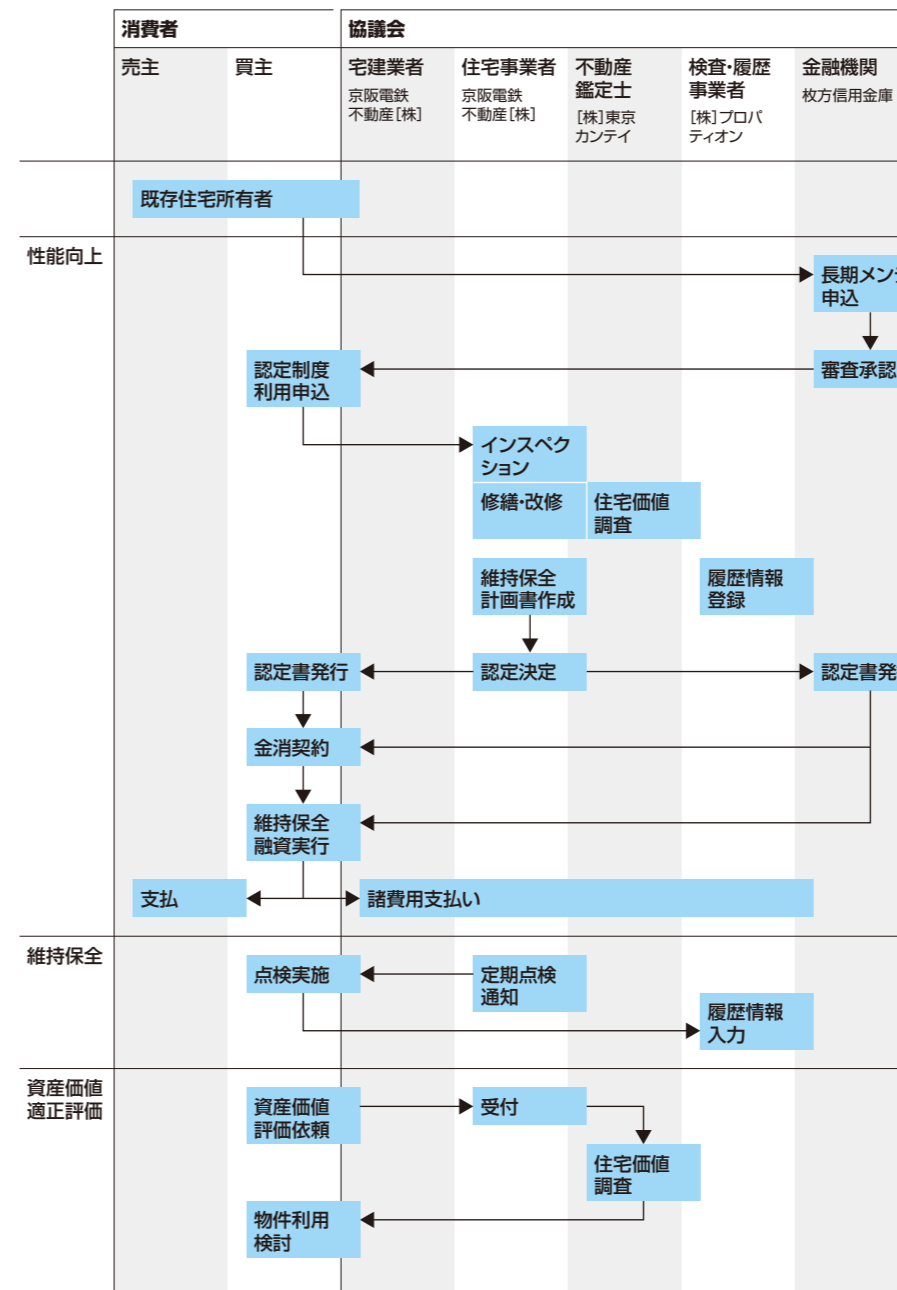 消費者
協議会
売主
買主
宅建業者
京阪電鉄
不動産[株]
住宅事業者
京阪電鉄
不動産[株]
不動産
鑑定士
[株]東京
カンテイ
検査・履歴
事業者
[株]プロパ
ティオン
金融機関
枚方信用金庫
既存住宅所有者
性能向上
長期メン
申込
審査承認
認定制度
利用申込
インスペク
ション
修繕・改修
住宅価値
調査
維持保全
計画書作成
履歴情報
登録
認定書発行
認定決定
認定書発
金消契約
維持保全
融資実行
支払
諸費用支払い
維持保全
点検実施
定期点検
通知
履歴情報
入力
資産価値
適正評価
資産価値
評価依頼
受付
住宅価値
調査
物件利用
検討